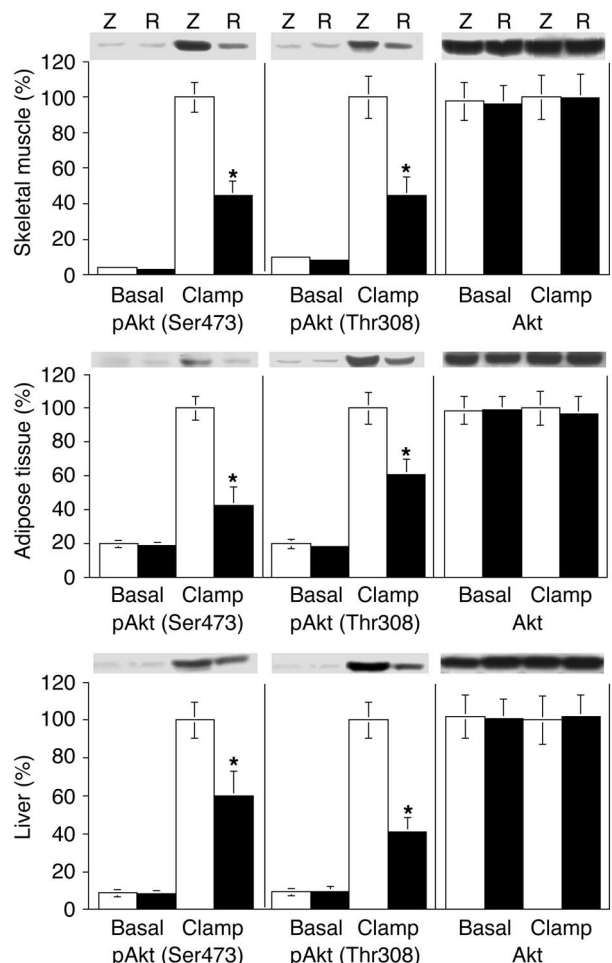 Z R Z R Z R Z R Z R Z R
Skeletal muscle (%)
120
100
80
60
40
20
0
* *
Basal Clamp Basal Clamp Basal Clamp
pAkt (Ser473) pAkt (Thr308) Akt
Adipose tissue (%)
120
100
80
60
40
20
0
* *
Basal Clamp Basal Clamp Basal Clamp
pAkt (Ser473) pAkt (Thr308) Akt
Liver (%)
120
100
80
60
40
20
0
* *
Basal Clamp Basal Clamp Basal Clamp
pAkt (Ser473) pAkt (Thr308) Akt